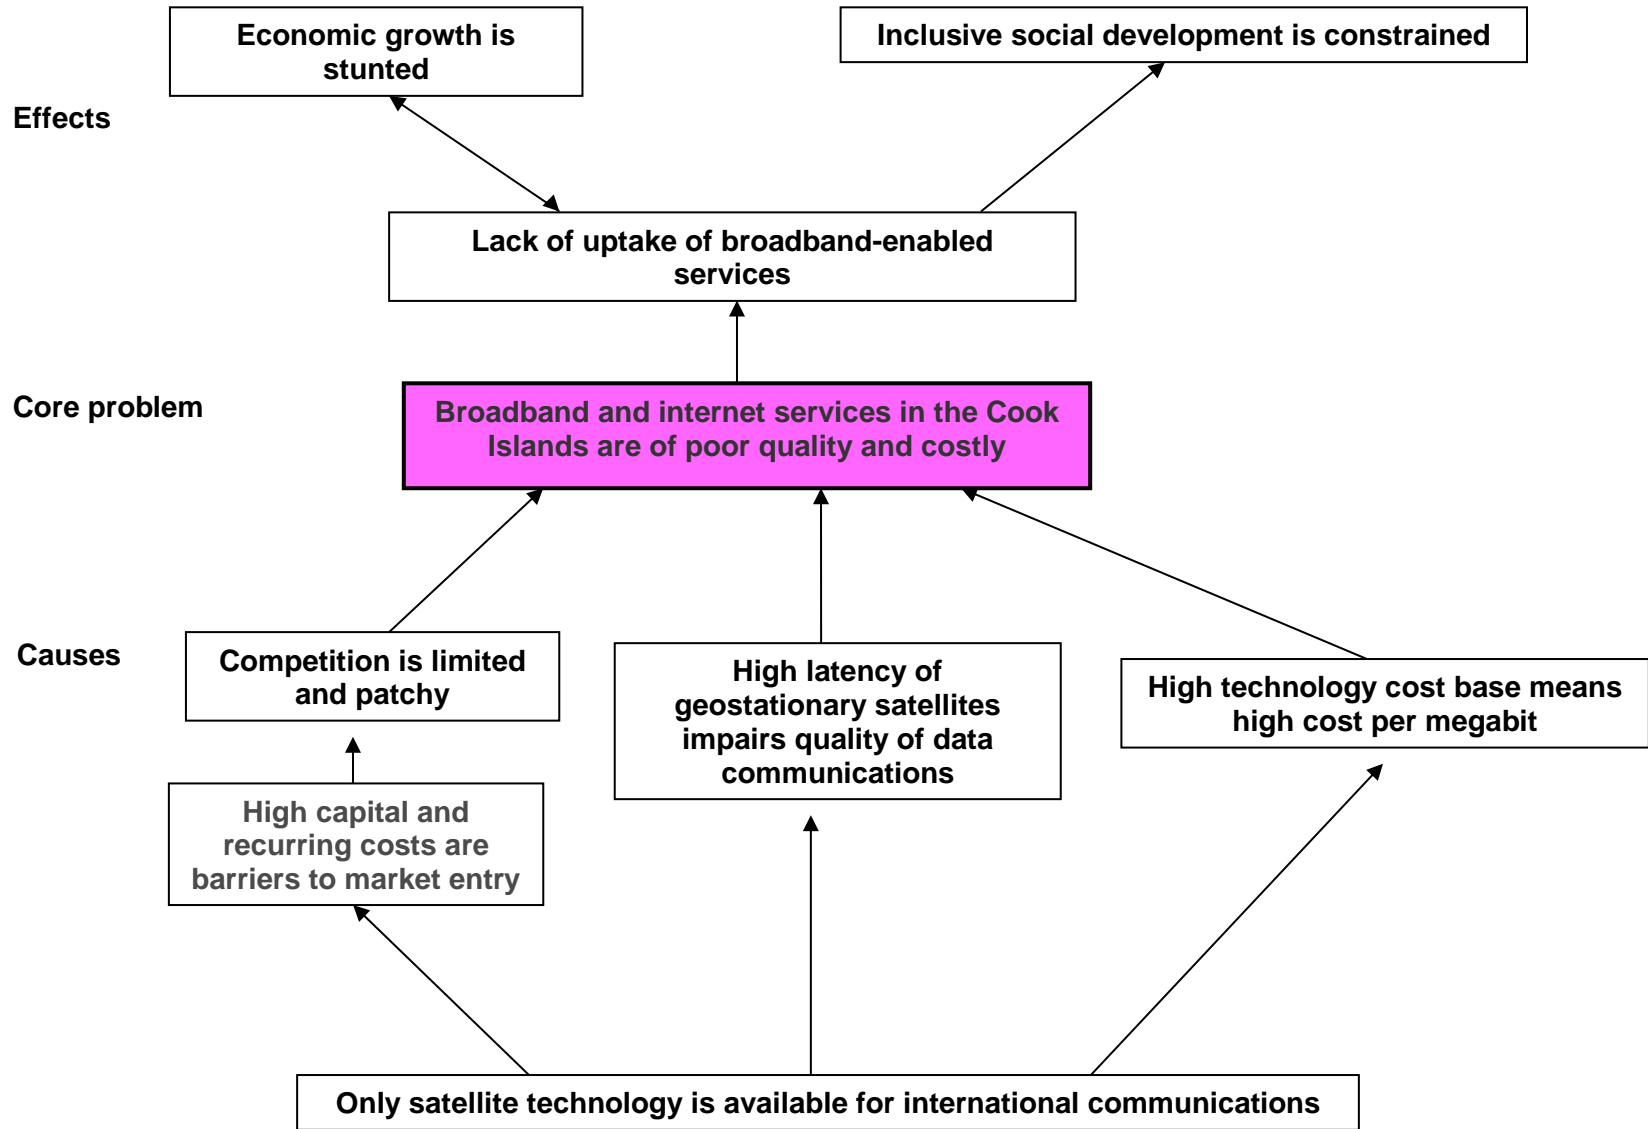 Economic growth is
stunted
Inclusive social development is constrained
Effects
Lack of uptake of broadband-enabled
services
Core problem
Broadband and internet services in the Cook
Islands are of poor quality and costly
Causes
Competition is limited
and patchy
High latency of
geostationary satellites
impairs quality of data
communications
High technology cost base means
high cost per megabit
High capital and
recurring costs are
barriers to market entry
Only satellite technology is available for international communications